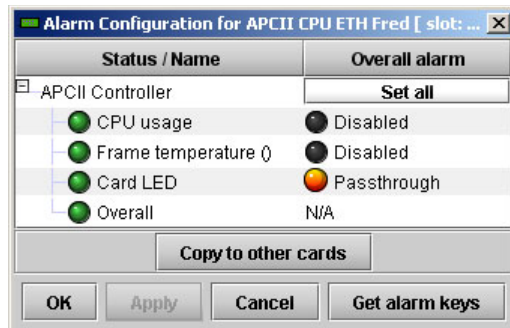 Alarm Configuration for APCII CPU ETH Fred [ slot: ...
Status / Name Overall alarm
APCII Controller Set all
CPU usage Disabled
Frame temperature () Disabled
Card LED Passthrough
Overall N/A
Copy to other cards
OK Apply Cancel Get alarm keys